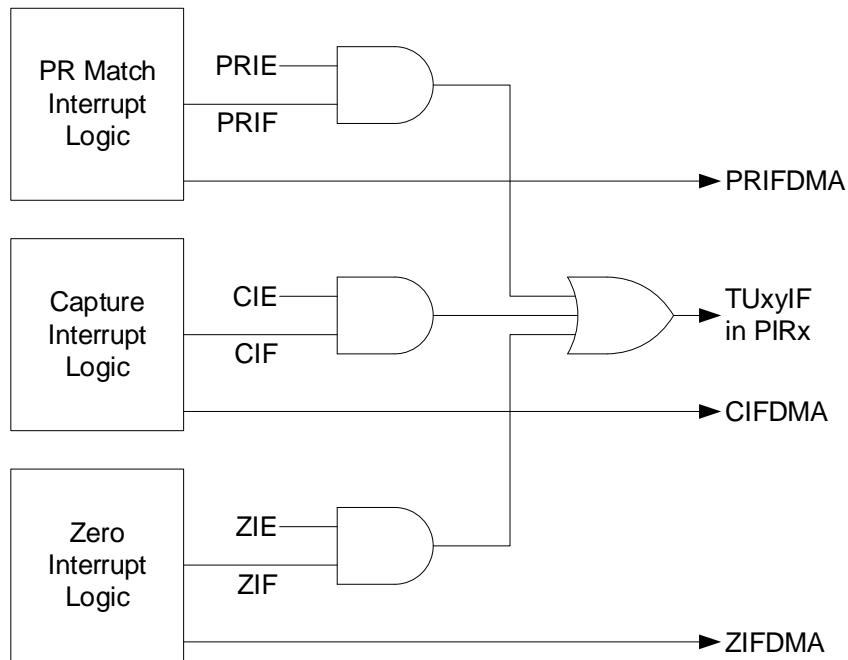 PR Match
Interrupt
Logic
PRIE
PRIF
PRIFDMA
Capture
Interrupt
Logic
CIE
CIF
TUxyIF
in PIRx
CIFDMA
Zero
Interrupt
Logic
ZIE
ZIF
ZIFDMA